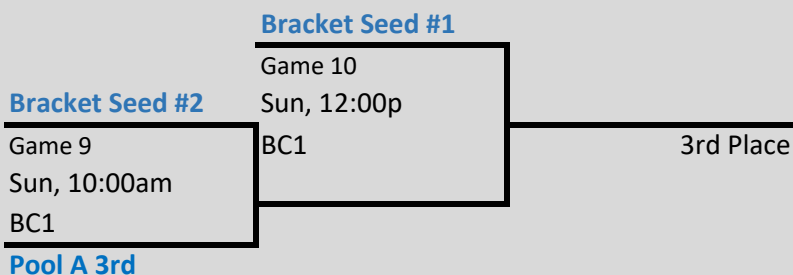 Bracket Seed #1
Game 10
Bracket Seed #2
Sun, 12:00p
Game 9
BC1
3rd Place
Sun, 10:00am
BC1
Pool A 3rd